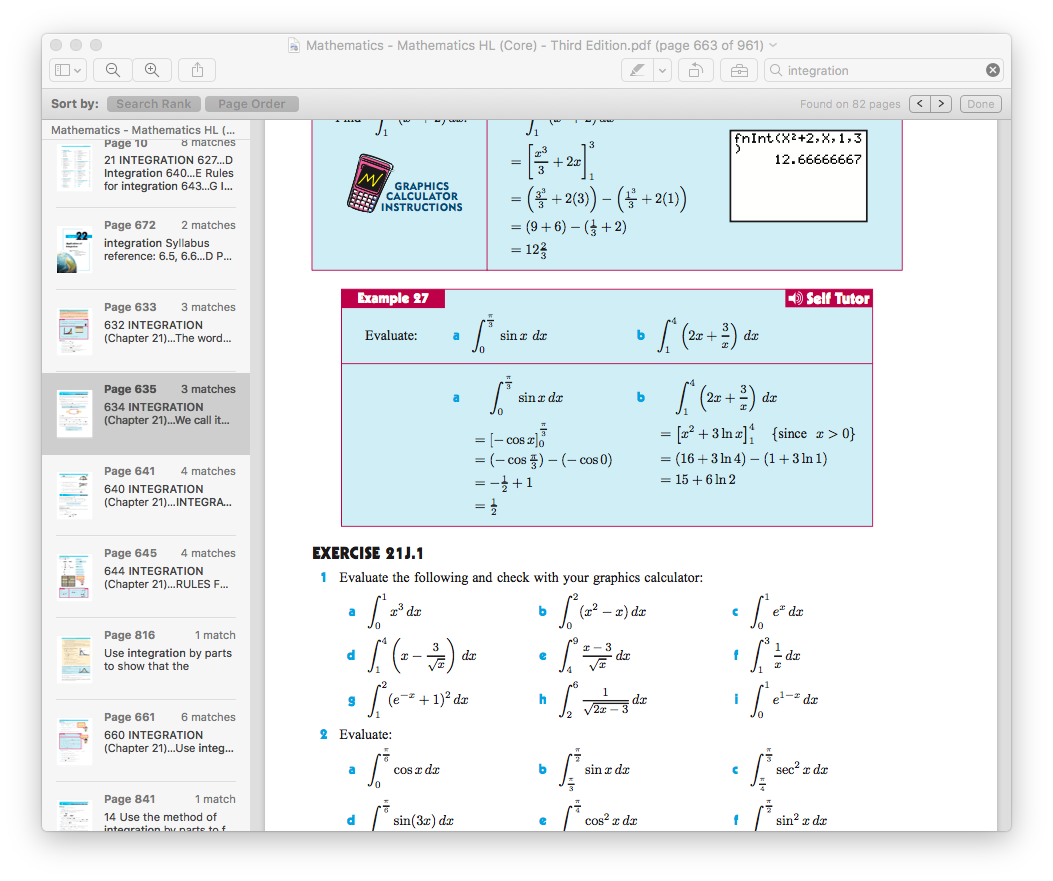 Mathematics - Mathematics HL (Core) - Third Edition.pdf (page 663 of 961)
integration
Sort by: Search Rank Page Order
Found on 82 pages < > Done
Mathematics - Mathematics HL (...
Page 10 8 matches
21 INTEGRATION 627...D
Integration 640...E Rules
for integration 643...G I...
Page 672 2 matches
integration Syllabus
reference: 6.5, 6.6...D P...
Page 633 3 matches
632 INTEGRATION
(Chapter 21)...The word...
Page 635 3 matches
634 INTEGRATION
(Chapter 21)...We call it...
Page 641 4 matches
640 INTEGRATION
(Chapter 21)...INTEGRA...
Page 645 4 matches
644 INTEGRATION
(Chapter 21)...RULES F...
Page 816 1 match
Use integration by parts
to show that the
Page 661 6 matches
660 INTEGRATION
(Chapter 21)...Use integ...
Page 841 1 match
14 Use the method of
integration by parts to f
GRAPHICS
CALCULATOR
INSTRUCTIONS
= [x³/3 + 2x]₁³
= (3³/3 + 2(3)) − (1³/3 + 2(1))
= (9 + 6) − (1/3 + 2)
= 12 2/3
fnInt(X²+2,X,1,3
)
12.66666667
Example 27 Self Tutor
Evaluate: a ∫₀^(π/3) sin x dx b ∫₁⁴ (2x + 3/x) dx
a ∫₀^(π/3) sin x dx
= [− cos x]₀^(π/3)
= (− cos π/3) − (− cos 0)
= −1/2 + 1
= 1/2
b ∫₁⁴ (2x + 3/x) dx
= [x² + 3 ln x]₁⁴ {since x > 0}
= (16 + 3 ln 4) − (1 + 3 ln 1)
= 15 + 6 ln 2
EXERCISE 21J.1
1 Evaluate the following and check with your graphics calculator:
a ∫₀¹ x³ dx b ∫₀² (x² − x) dx c ∫₀¹ eˣ dx
d ∫₁⁴ (x − 3/√x) dx e ∫₄⁹ (x − 3)/√x dx f ∫₁³ 1/x dx
g ∫₁² (e⁻ˣ + 1)² dx h ∫₂⁶ 1/√(2x − 3) dx i ∫₀¹ e¹⁻ˣ dx
2 Evaluate:
a ∫₀^(π/6) cos x dx b ∫_(π/3)^(π/2) sin x dx c ∫_(π/4)^(π/3) sec² x dx
d ∫^(π/6) sin(3x) dx e ∫^(π/4) cos² x dx f ∫^(π/2) sin² x dx